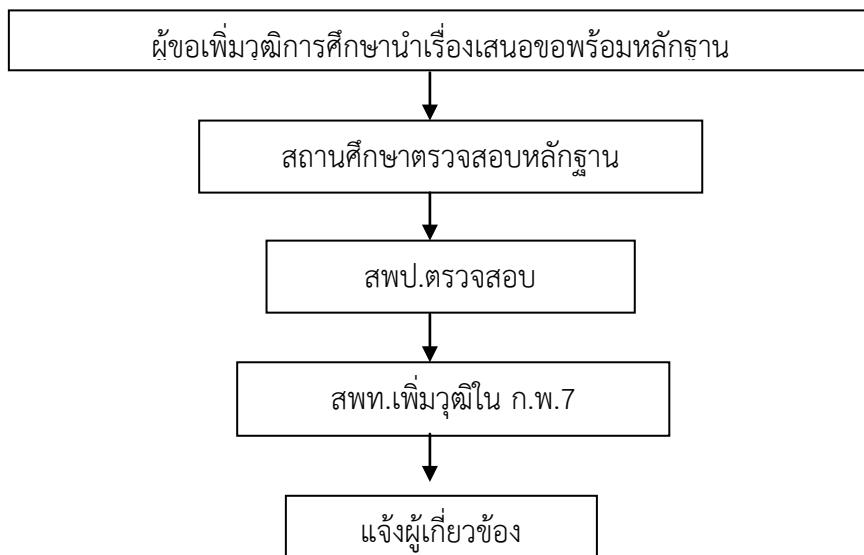 ผู้ขอเพิ่มวุฒิการศึกษานำเรื่องเสนอขอพร้อมหลักฐาน
สถานศึกษาตรวจสอบหลักฐาน
สพป.ตรวจสอบ
สพท.เพิ่มวุฒิใน ก.พ.7
แจ้งผู้เกี่ยวข้อง